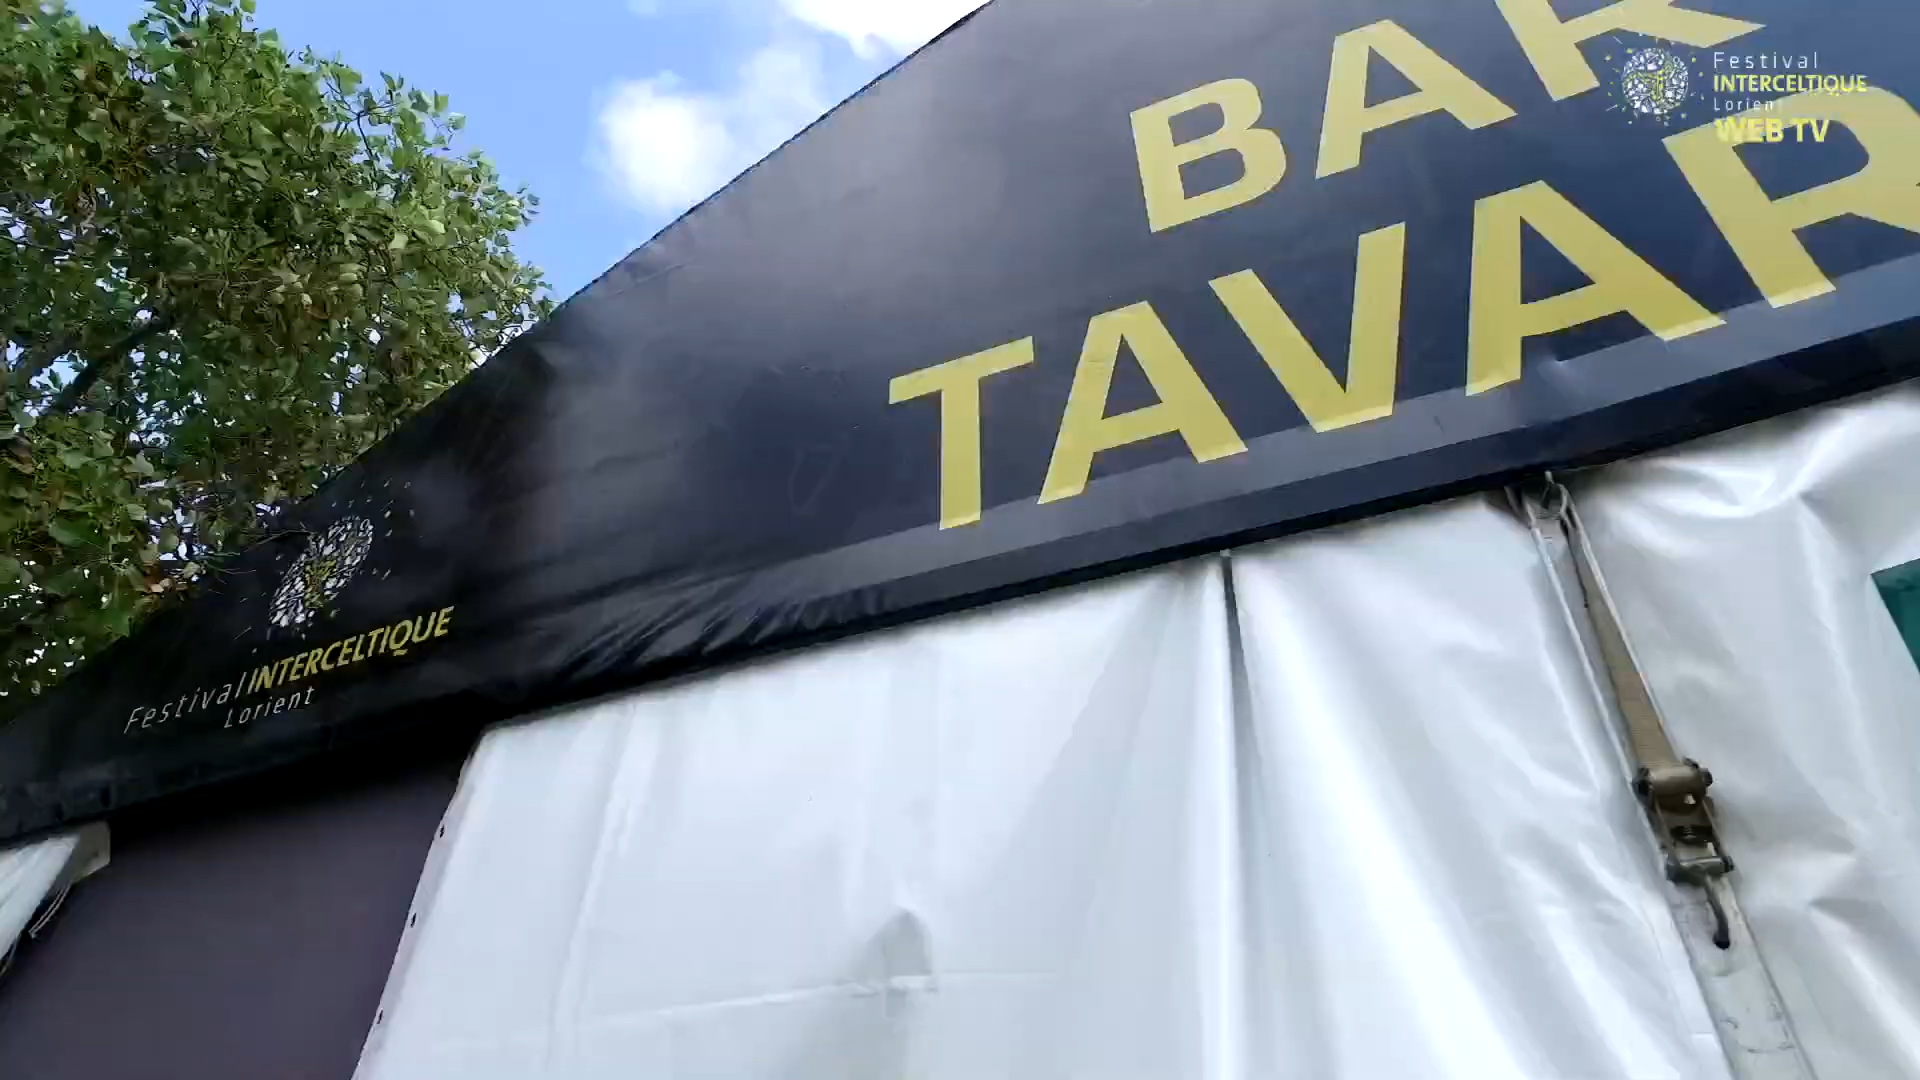 BAR
TAVAR
Festival INTERCELTIQUE
Lorient
Festival
INTERCELTIQUE
Lorient
WEB TV